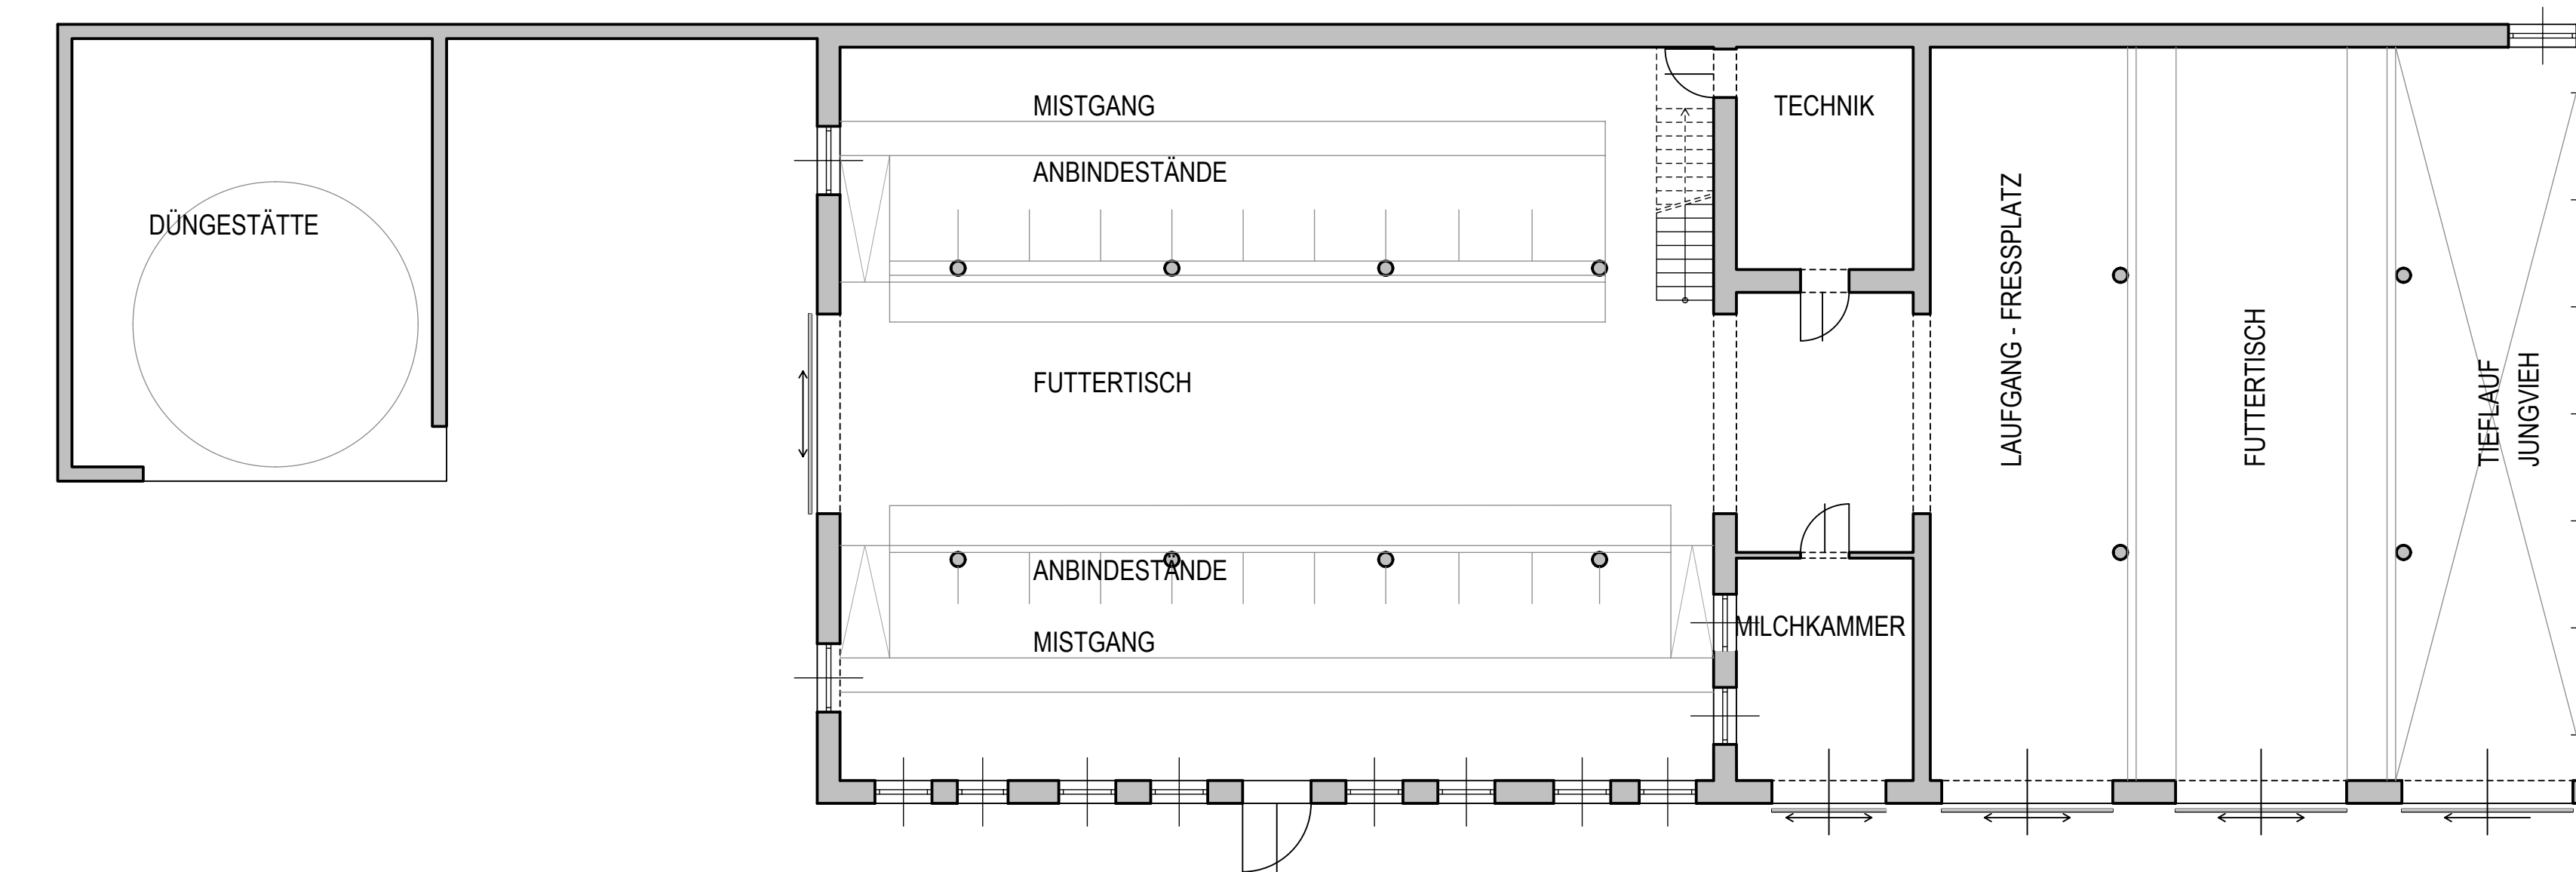 MISTGANG
TECHNIK
ANBINDESTÄNDE
DÜNGESTÄTTE
FUTTERTISCH
ANBINDESTÄNDE
MISTGANG
MILCHKAMMER
LAUFGANG - FRESSPLATZ
FUTTERTISCH
TIEFLAUF
JUNGVIEH